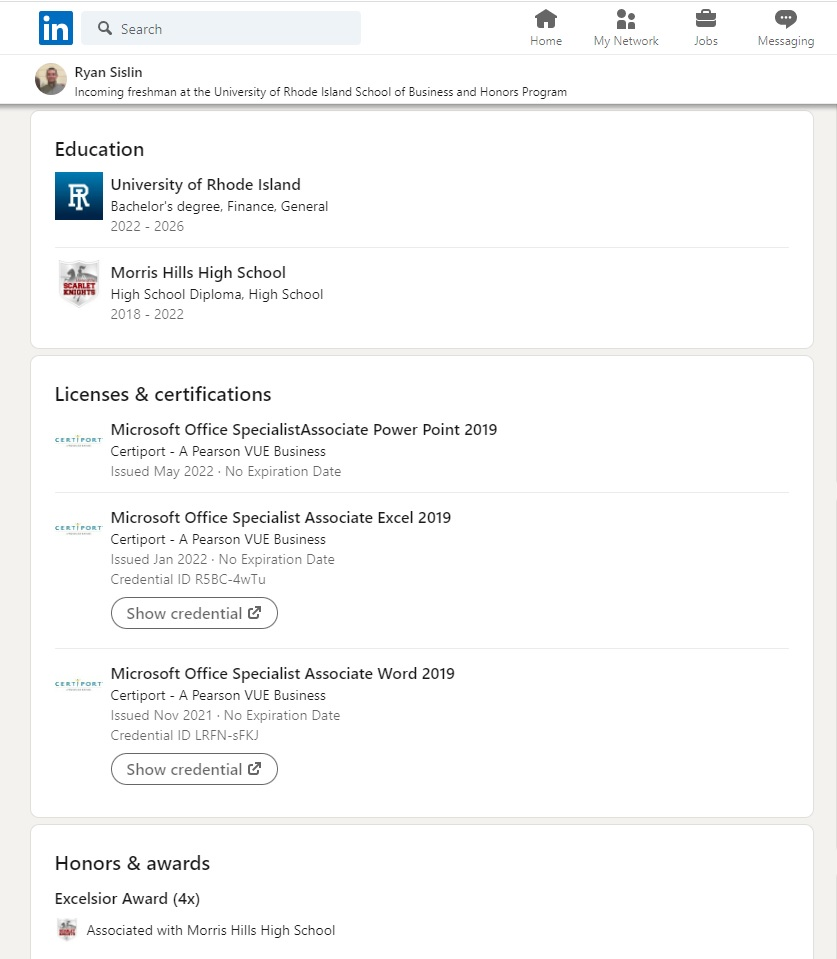 in
Search
Home
My Network
Jobs
Messaging
Ryan Sislin
Incoming freshman at the University of Rhode Island School of Business and Honors Program
Education
University of Rhode Island
Bachelor's degree, Finance, General
2022 - 2026
SCARLET
KNIGHTS
Morris Hills High School
High School Diploma, High School
2018 - 2022
Licenses & certifications
CERTIPORT
Microsoft Office SpecialistAssociate Power Point 2019
Certiport - A Pearson VUE Business
Issued May 2022 · No Expiration Date
CERTIPORT
Microsoft Office Specialist Associate Excel 2019
Certiport - A Pearson VUE Business
Issued Jan 2022 · No Expiration Date
Credential ID R5BC-4wTu
Show credential
CERTIPORT
Microsoft Office Specialist Associate Word 2019
Certiport - A Pearson VUE Business
Issued Nov 2021 · No Expiration Date
Credential ID LRFN-sFKJ
Show credential
Honors & awards
Excelsior Award (4x)
Associated with Morris Hills High School